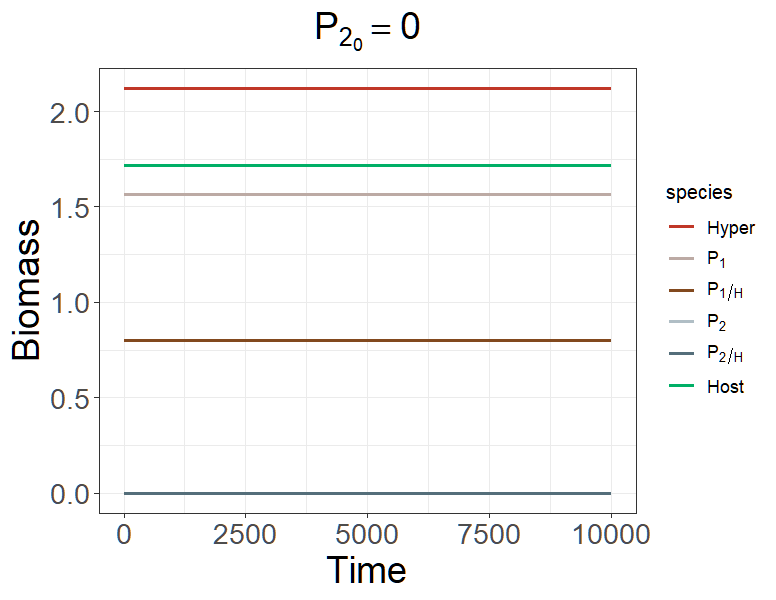 P₂₀ = 0
Biomass
2.0
1.5
1.0
0.5
0.0
0 2500 5000 7500 10000
Time
species
Hyper
P₁
P₁/H
P₂
P₂/H
Host